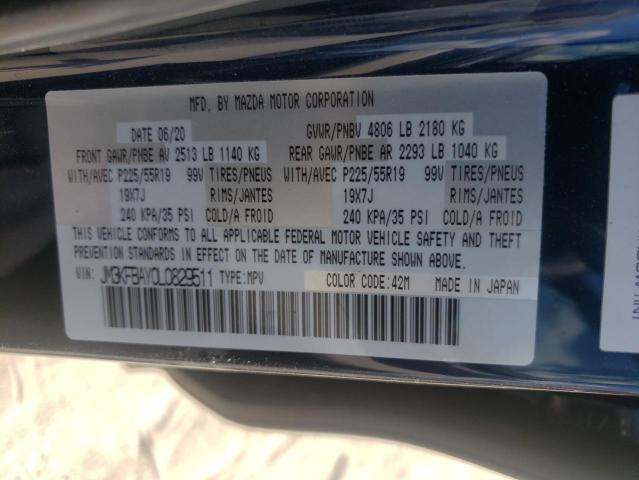 MFD. BY MAZDA MOTOR CORPORATION
DATE 06/20 GVWR/PNBV 4806 LB 2180 KG
FRONT GAWR/PNBE AV 2513 LB 1140 KG REAR GAWR/PNBE AR 2293 LB 1040 KG
WITH/AVEC P225/55R19 99V TIRES/PNEUS WITH/AVEC P225/55R19 99V TIRES/PNEUS
19X7J RIMS/JANTES 19X7J RIMS/JANTES
240 KPA/35 PSI COLD/A FROID 240 KPA/35 PSI COLD/A FROID
THIS VEHICLE CONFORMS TO ALL APPLICABLE FEDERAL MOTOR VEHICLE SAFETY AND THEFT
PREVENTION STANDARDS IN EFFECT ON THE DATE OF MANUFACTURE SHOWN ABOVE.
VIN: JM3KFBAY0L0829511 TYPE:MPV COLOR CODE:42M MADE IN JAPAN